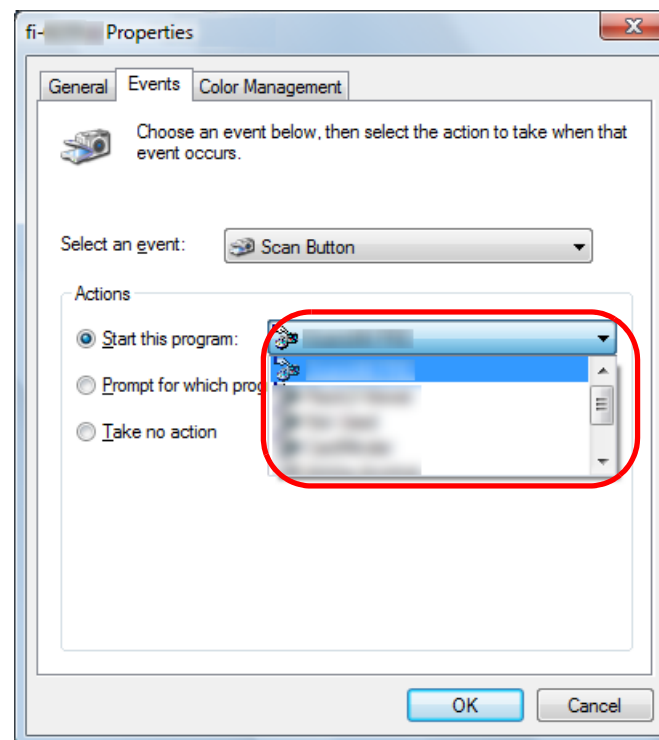 fi- Properties
General Events Color Management
Choose an event below, then select the action to take when that
event occurs.
Select an event: Scan Button
Actions
Start this program:
Prompt for which prog
Take no action
OK Cancel